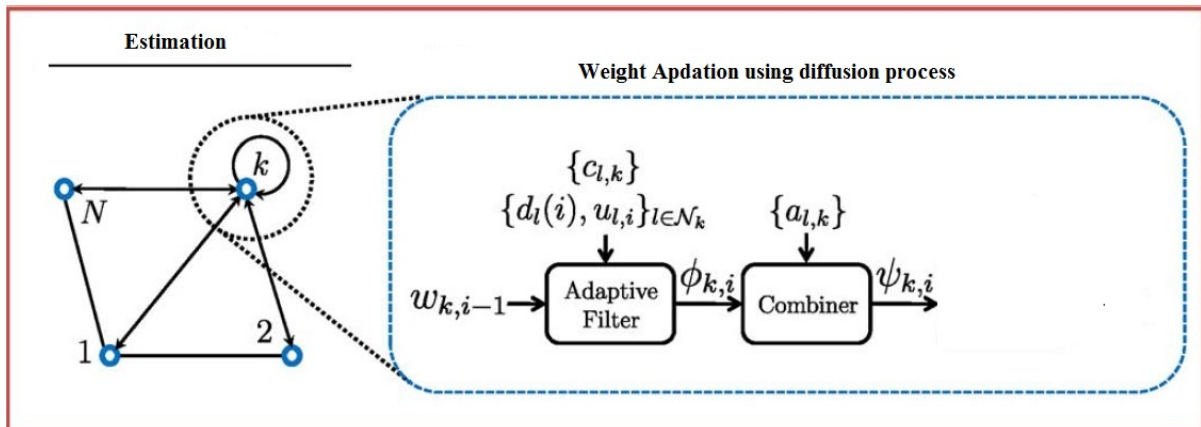 Estimation
Weight Apdation using diffusion process
k
{c_{l,k}}
N
{d_l(i), u_{l,i}}_{l∈𝒩_k}
{a_{l,k}}
w_{k,i−1}
Adaptive
Filter
ϕ_{k,i}
Combiner
ψ_{k,i}
1
2